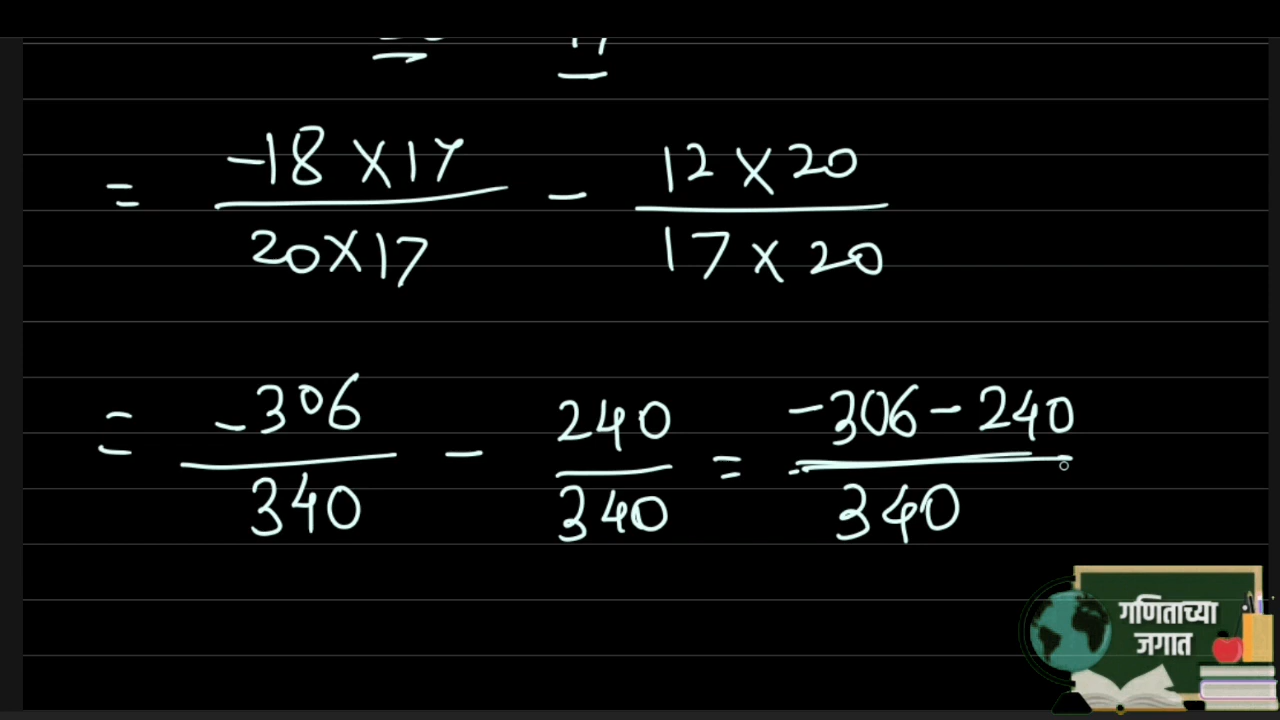 = -18 X 17 / 20 X 17 - 12 X 20 / 17 X 20
= -306 / 340 - 240 / 340 = -306 - 240 / 340
गणिताच्या
जगात